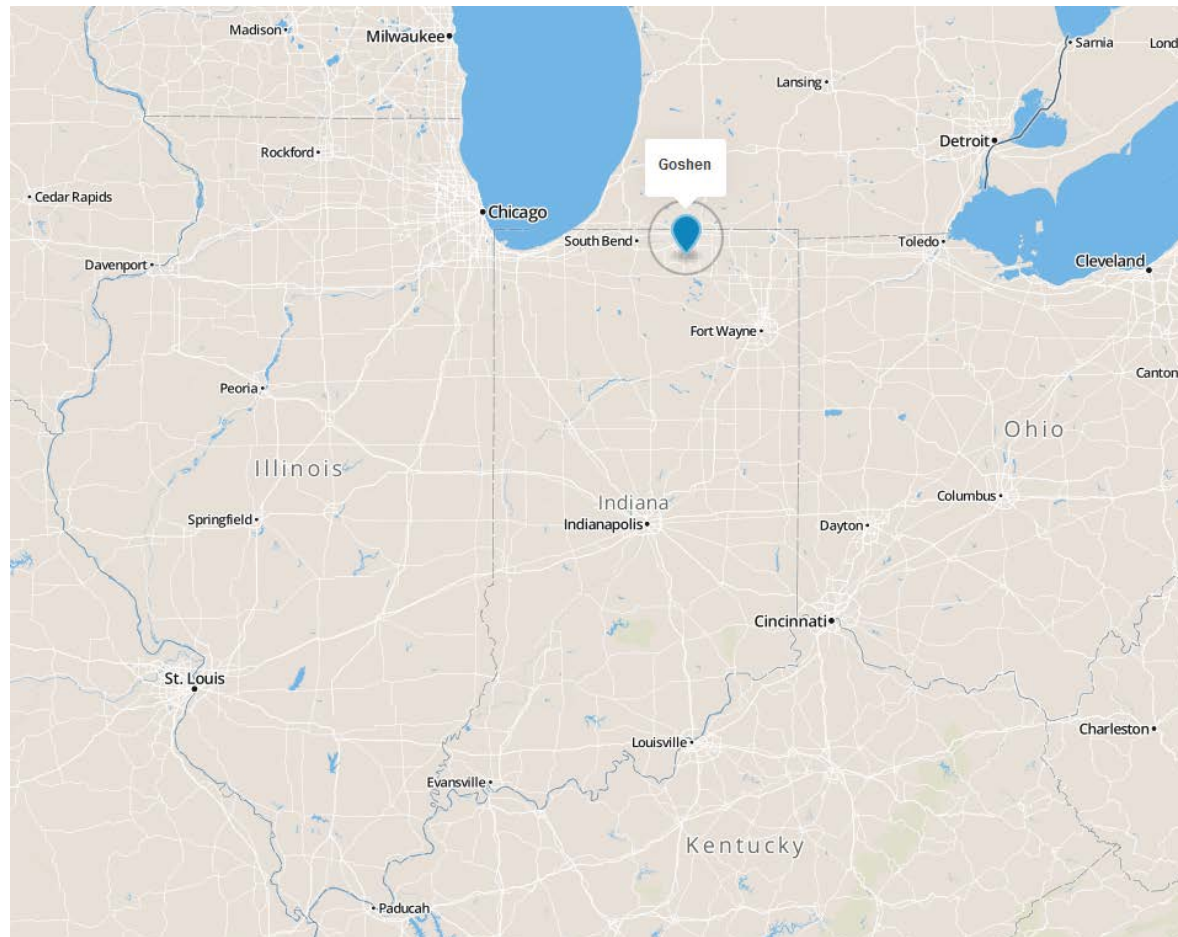 Madison
Milwaukee
Sarnia
Lond
Lansing
Detroit
Rockford
Goshen
Cedar Rapids
Chicago
South Bend
Toledo
Davenport
Cleveland
Fort Wayne
Peoria
Canton
Ohio
Illinois
Columbus
Indiana
Springfield
Indianapolis
Dayton
Cincinnati
St. Louis
Charleston
Louisville
Evansville
Kentucky
Paducah